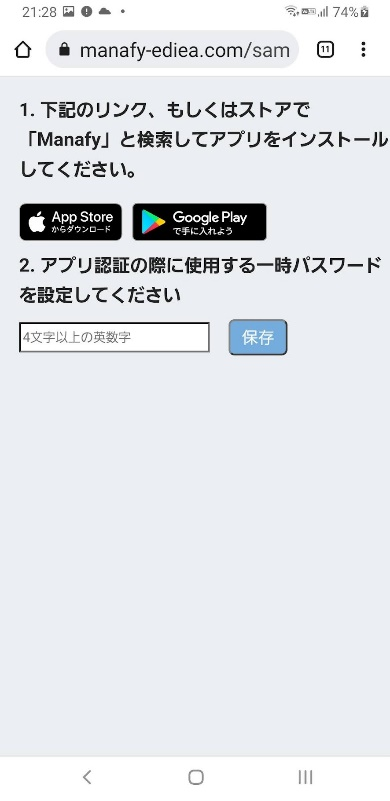 21:28
74%
manafy-ediea.com/sam
11
1. 下記のリンク、もしくはストアで
「Manafy」と検索してアプリをインストール
してください。
App Store
からダウンロード
Google Play
で手に入れよう
2. アプリ認証の際に使用する一時パスワード
を設定してください
4文字以上の英数字
保存